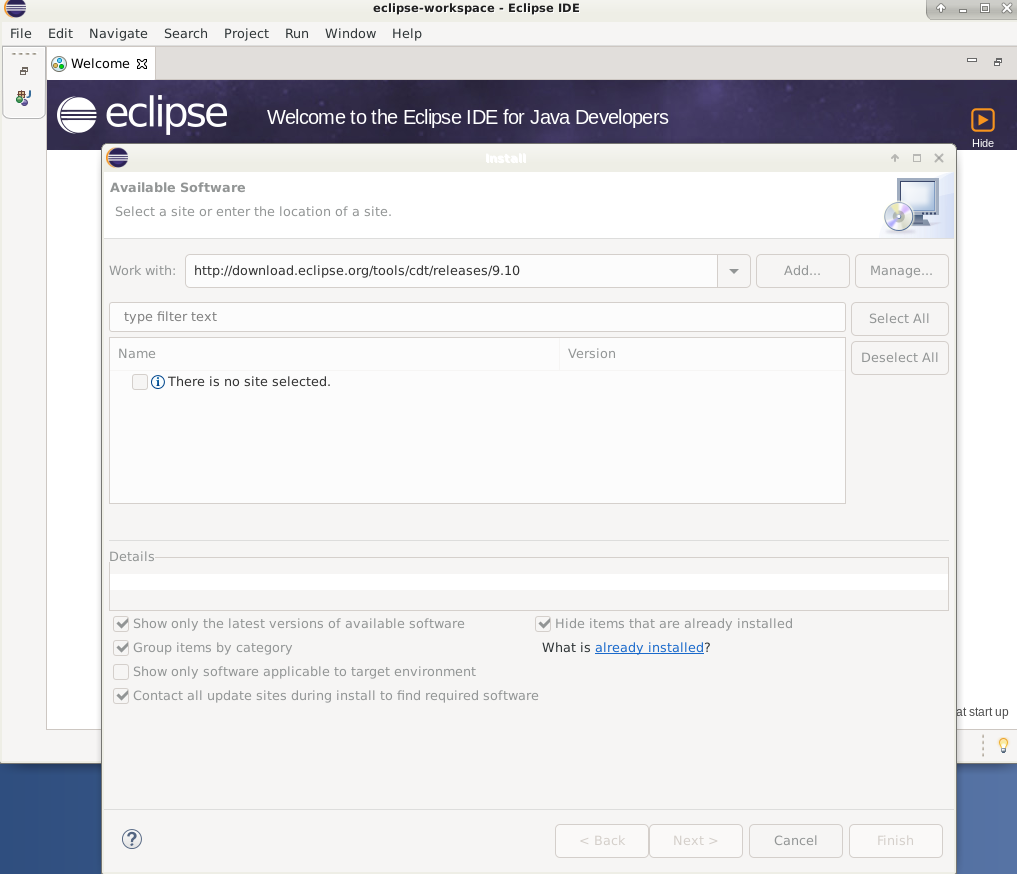 eclipse-workspace - Eclipse IDE
File Edit Navigate Search Project Run Window Help
Welcome
eclipse Welcome to the Eclipse IDE for Java Developers
Hide
Install
Available Software
Select a site or enter the location of a site.
Work with: http://download.eclipse.org/tools/cdt/releases/9.10 Add... Manage...
type filter text Select All
Name Version Deselect All
There is no site selected.
Details
Show only the latest versions of available software Hide items that are already installed
Group items by category What is already installed?
Show only software applicable to target environment
Contact all update sites during install to find required software
at start up
< Back Next > Cancel Finish